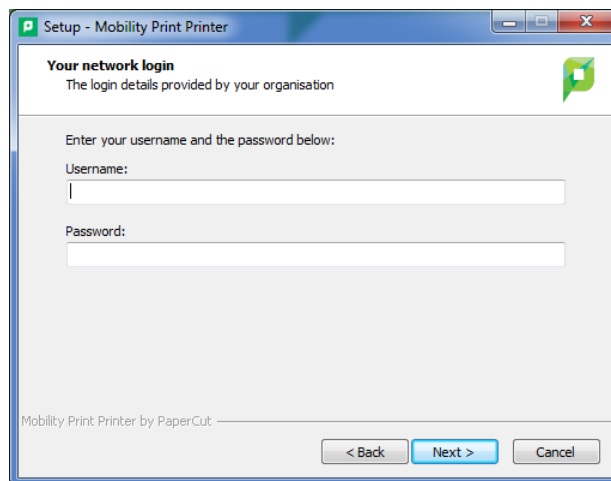 Setup - Mobility Print Printer
Your network login
The login details provided by your organisation
Enter your username and the password below:
Username:
Password:
Mobility Print Printer by PaperCut
< Back Next > Cancel